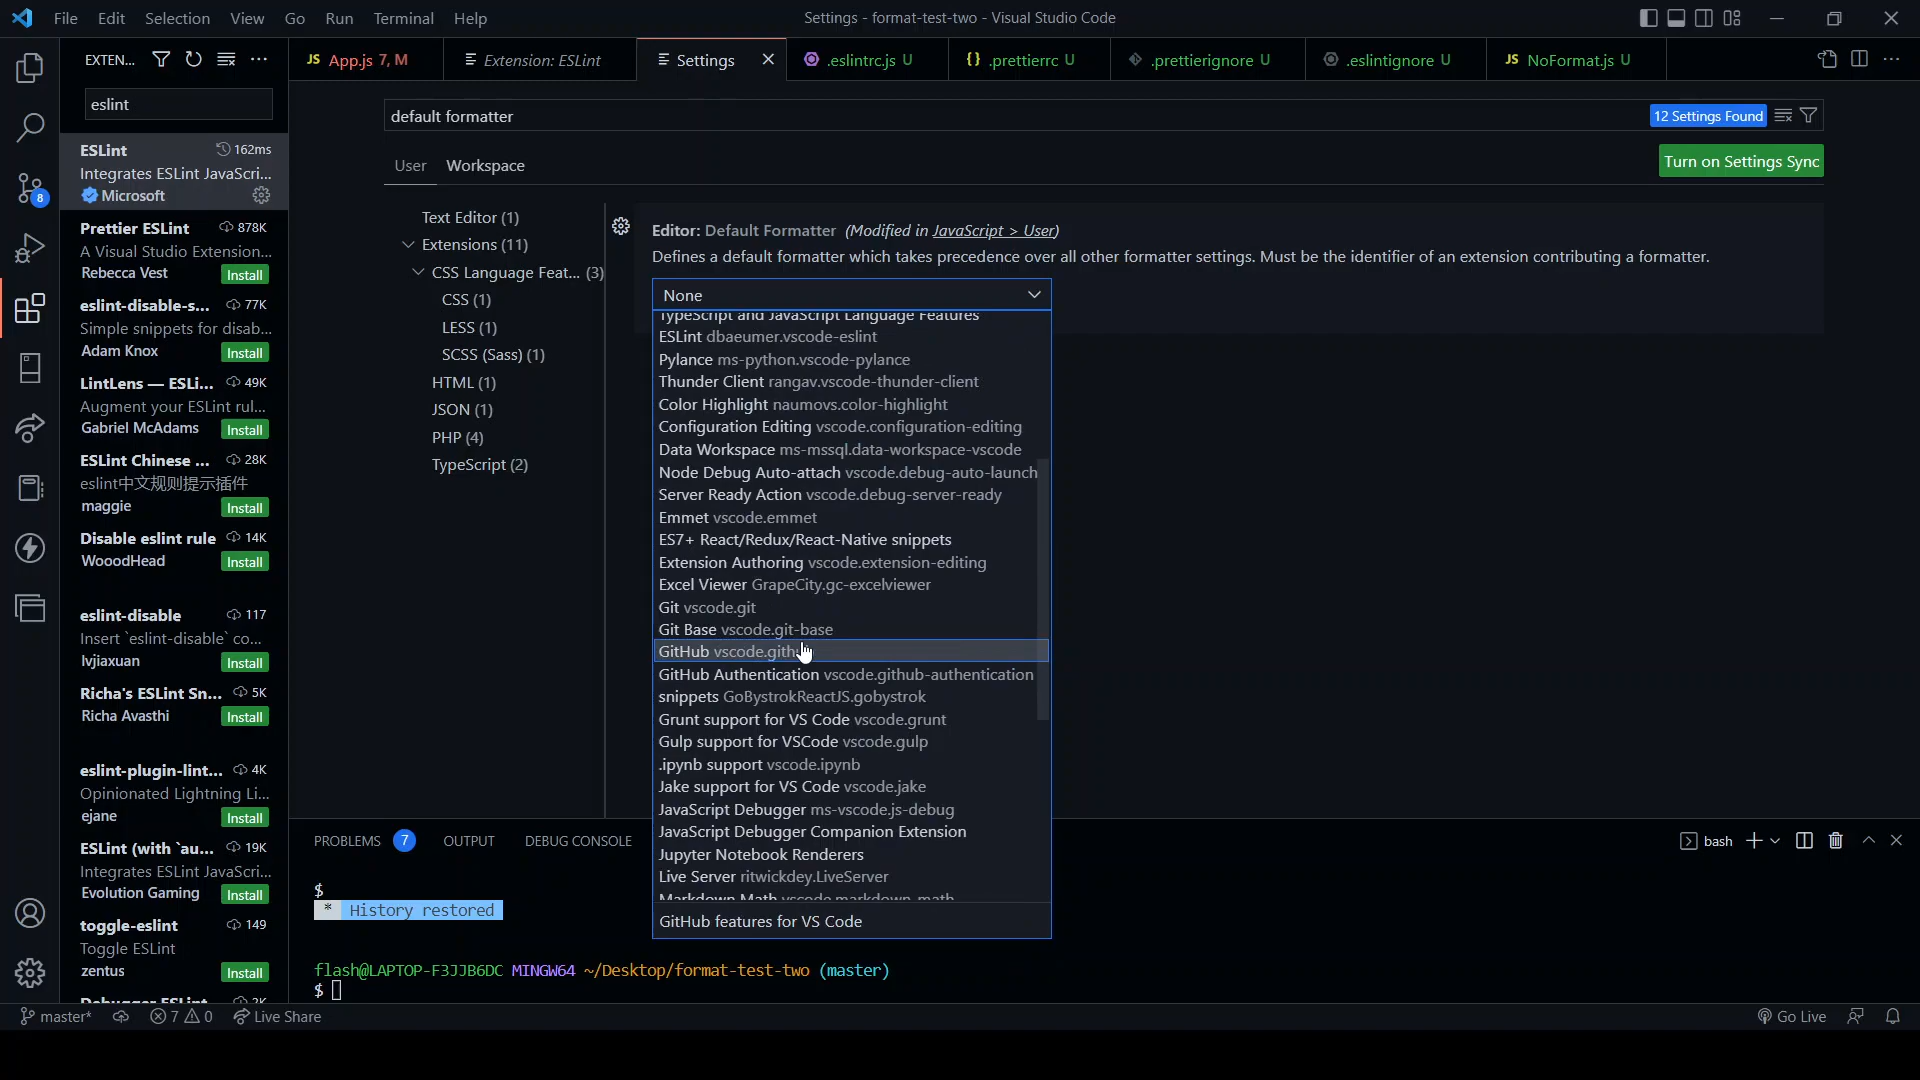 File Edit Selection View Go Run Terminal Help
Settings - format-test-two - Visual Studio Code
EXTEN...
JS App.js 7, M
Extension: ESLint
Settings
.eslintrc.js U
{} .prettierrc U
.prettierignore U
.eslintignore U
JS NoFormat.js U
eslint
ESLint 162ms
Integrates ESLint JavaScri...
Microsoft
Prettier ESLint 878K
A Visual Studio Extension...
Rebecca Vest Install
eslint-disable-s... 77K
Simple snippets for disab...
Adam Knox Install
LintLens — ESLi... 49K
Augment your ESLint rul...
Gabriel McAdams Install
ESLint Chinese ... 28K
eslint中文规则提示插件
maggie Install
Disable eslint rule 14K
WooodHead Install
eslint-disable 117
Insert `eslint-disable` co...
lvjiaxuan Install
Richa's ESLint Sn... 5K
Richa Avasthi Install
eslint-plugin-lint... 4K
Opinionated Lightning Li...
ejane Install
ESLint (with `au... 19K
Integrates ESLint JavaScri...
Evolution Gaming Install
toggle-eslint 149
Toggle ESLint
zentus Install
Debugger ESLint 2K
8
default formatter
12 Settings Found
User Workspace
Turn on Settings Sync
Text Editor (1)
Extensions (11)
CSS Language Feat... (3)
CSS (1)
LESS (1)
SCSS (Sass) (1)
HTML (1)
JSON (1)
PHP (4)
TypeScript (2)
Editor: Default Formatter (Modified in JavaScript > User)
Defines a default formatter which takes precedence over all other formatter settings. Must be the identifier of an extension contributing a formatter.
None
TypeScript and JavaScript Language Features
ESLint dbaeumer.vscode-eslint
Pylance ms-python.vscode-pylance
Thunder Client rangav.vscode-thunder-client
Color Highlight naumovs.color-highlight
Configuration Editing vscode.configuration-editing
Data Workspace ms-mssql.data-workspace-vscode
Node Debug Auto-attach vscode.debug-auto-launch
Server Ready Action vscode.debug-server-ready
Emmet vscode.emmet
ES7+ React/Redux/React-Native snippets
Extension Authoring vscode.extension-editing
Excel Viewer GrapeCity.gc-excelviewer
Git vscode.git
Git Base vscode.git-base
GitHub
GitHub Authentication vscode.github-authentication
snippets GoBystrokReactJS.gobystrok
Grunt support for VS Code vscode.grunt
Gulp support for VSCode vscode.gulp
.ipynb support vscode.ipynb
Jake support for VS Code vscode.jake
JavaScript Debugger ms-vscode.js-debug
JavaScript Debugger Companion Extension
Jupyter Notebook Renderers
Live Server ritwickdey.LiveServer
Markdown Math vscode.markdown-math
GitHub features for VS Code
PROBLEMS 7 OUTPUT DEBUG CONSOLE
bash
$
* History restored
flash@LAPTOP-F3JJB6DC MINGW64 ~/Desktop/format-test-two (master)
$
master* 7 0 Live Share
Go Live